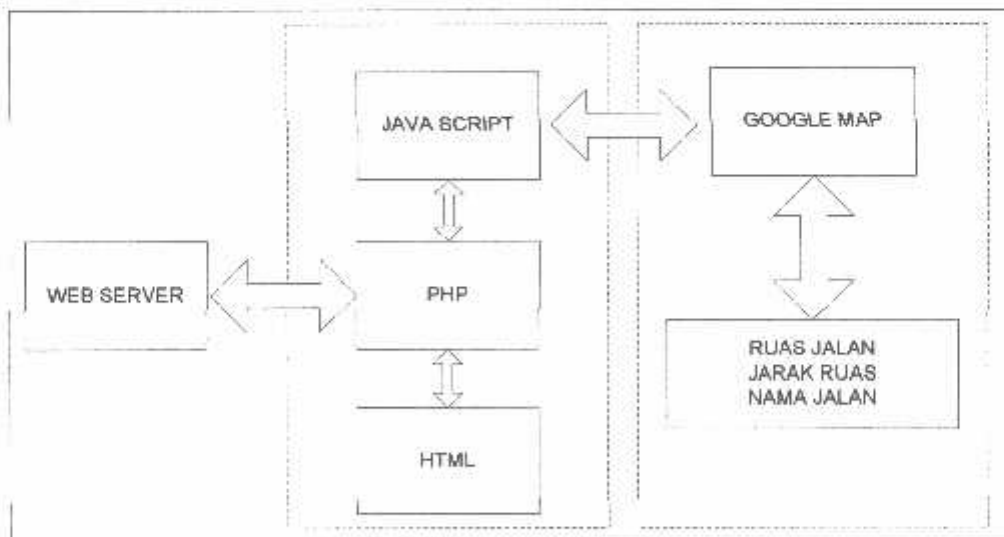 JAVA SCRIPT
GOOGLE MAP
WEB SERVER
PHP
RUAS JALAN
JARAK RUAS
NAMA JALAN
HTML